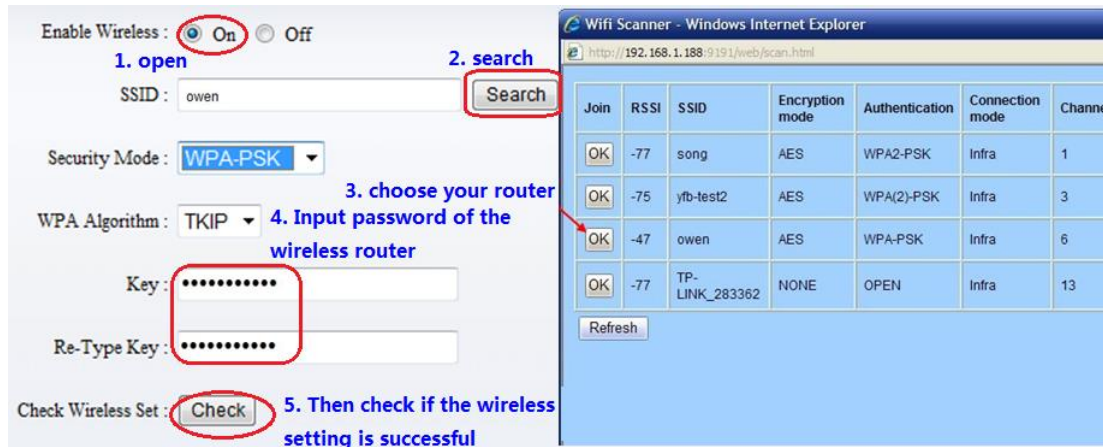 Enable Wireless : On Off
1. open
2. search
SSID : owen Search
Security Mode : WPA-PSK
3. choose your router
WPA Algorithm : TKIP
4. Input password of the
wireless router
Key : •••••••••••
Re-Type Key : •••••••••••
Check Wireless Set : Check
5. Then check if the wireless
setting is successful
Wifi Scanner - Windows Internet Explorer
http://192.168.1.188:9191/web/scan.html
Join RSSI SSID Encryption mode Authentication Connection mode Channe
OK -77 song AES WPA2-PSK Infra 1
OK -75 yfb-test2 AES WPA(2)-PSK Infra 3
OK -47 owen AES WPA-PSK Infra 6
OK -77 TP-LINK_283362 NONE OPEN Infra 13
Refresh